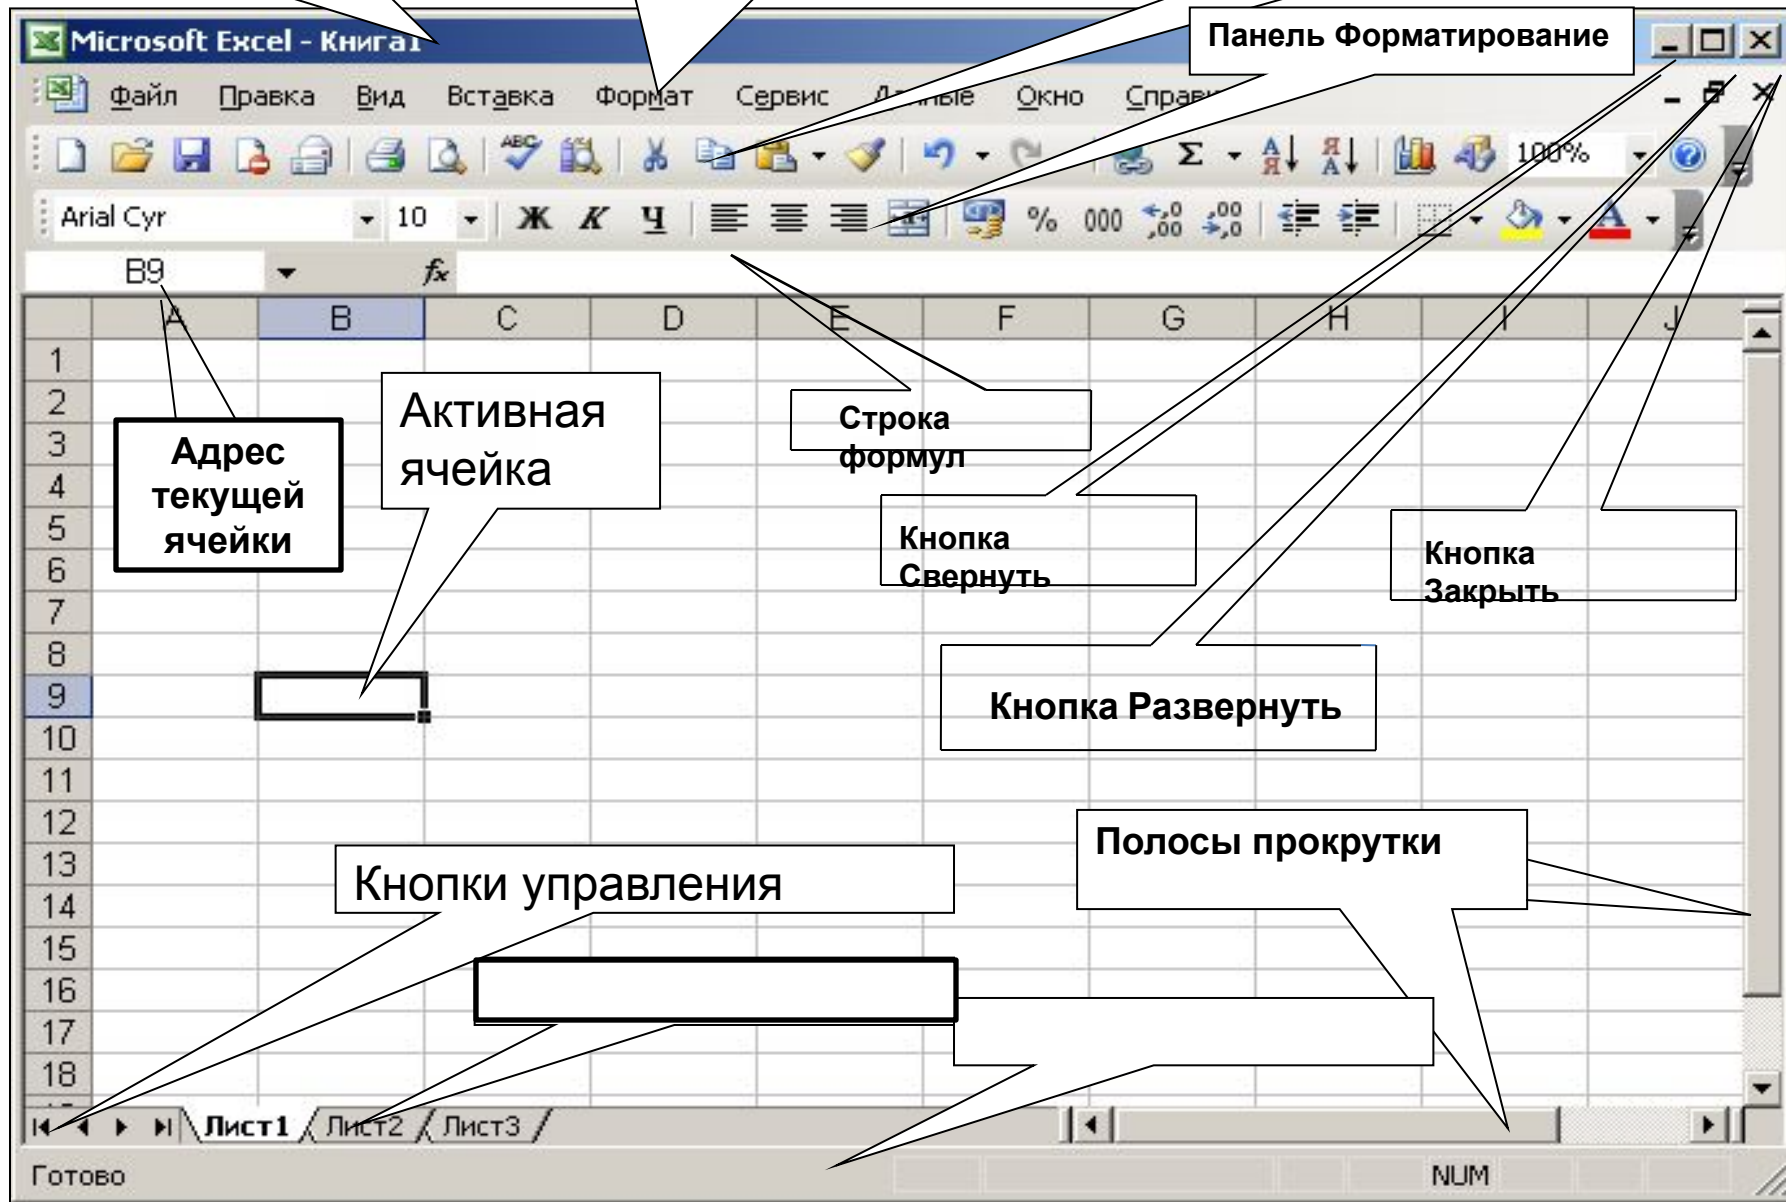 Microsoft Excel - Книга1
Панель Форматирование
Файл Правка Вид Вставка Формат Сервис Данные Окно
100%
Arial Cyr 10 Ж К Ч % 000
B9 fx
A B C D E F G H I J
1
2
3
4
5
6
7
8
9
10
11
12
13
14
15
16
17
18
Адрес
текущей
ячейки
Активная
ячейка
Строка
формул
Кнопка
Свернуть
Кнопка
Закрыть
Кнопка Развернуть
Полосы прокрутки
Кнопки управления
Лист1 Лист2 Лист3
Готово NUM